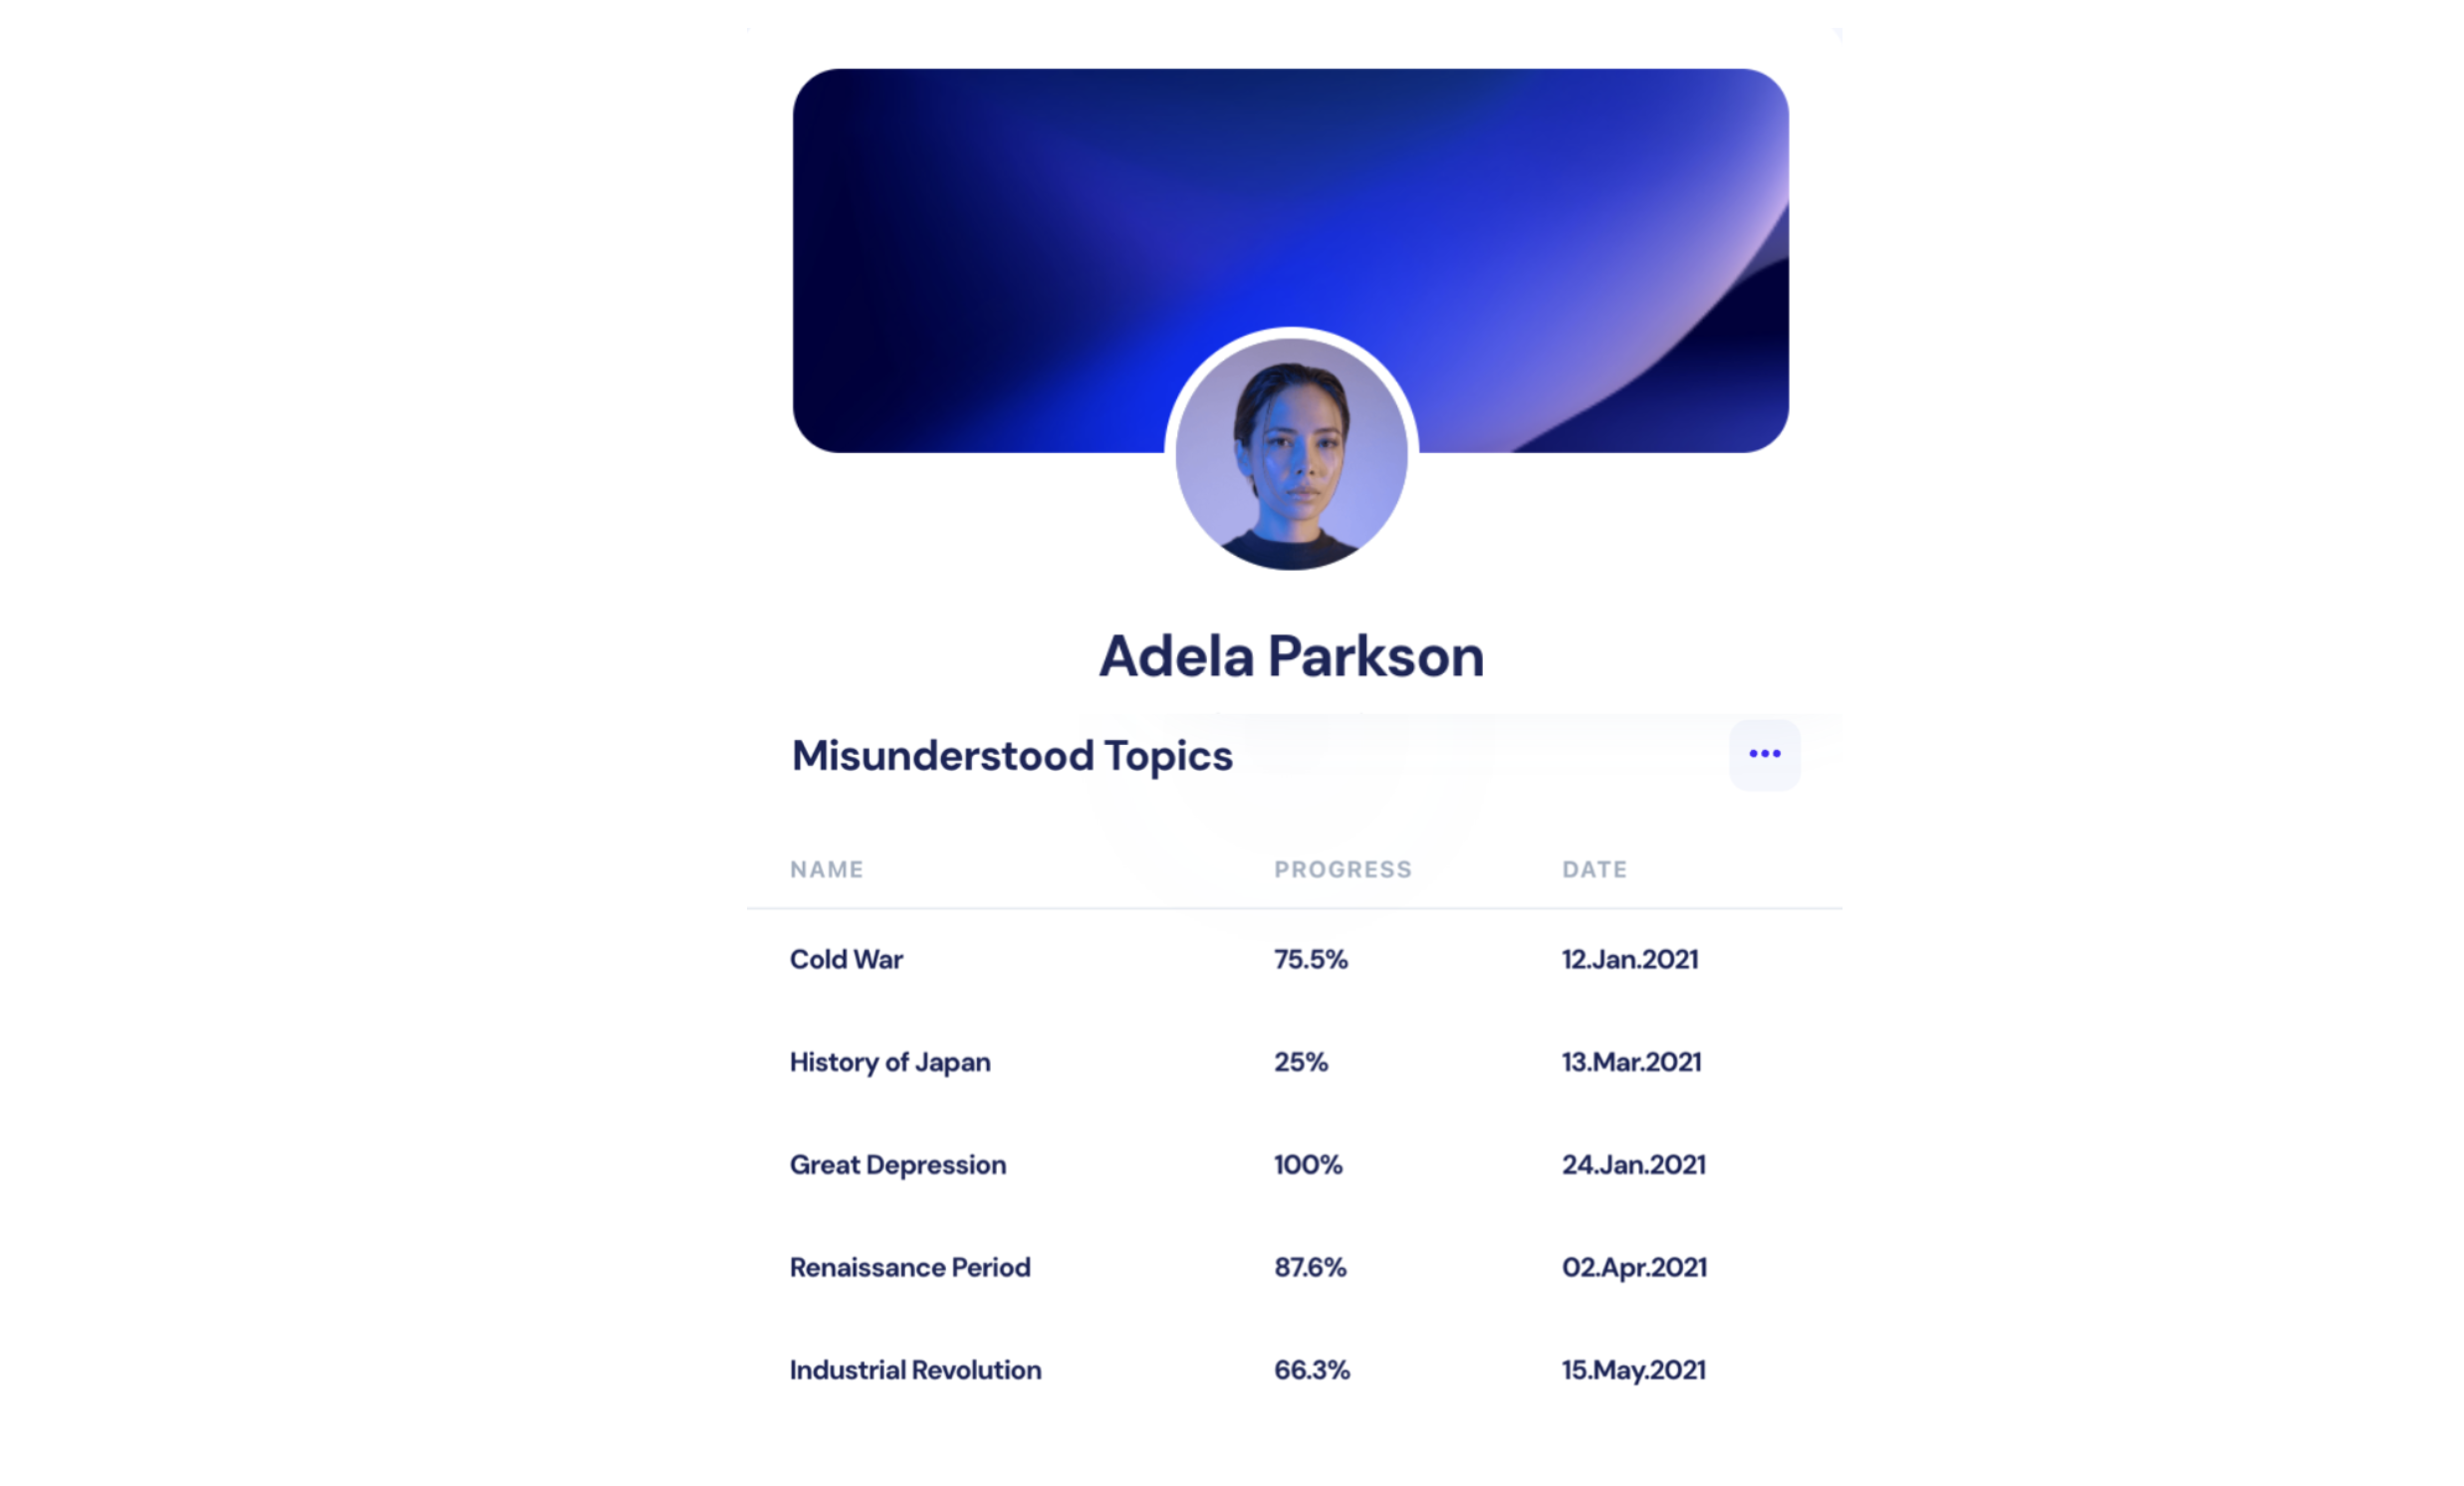 Adela Parkson
Misunderstood Topics
NAME PROGRESS DATE
Cold War 75.5% 12.Jan.2021
History of Japan 25% 13.Mar.2021
Great Depression 100% 24.Jan.2021
Renaissance Period 87.6% 02.Apr.2021
Industrial Revolution 66.3% 15.May.2021